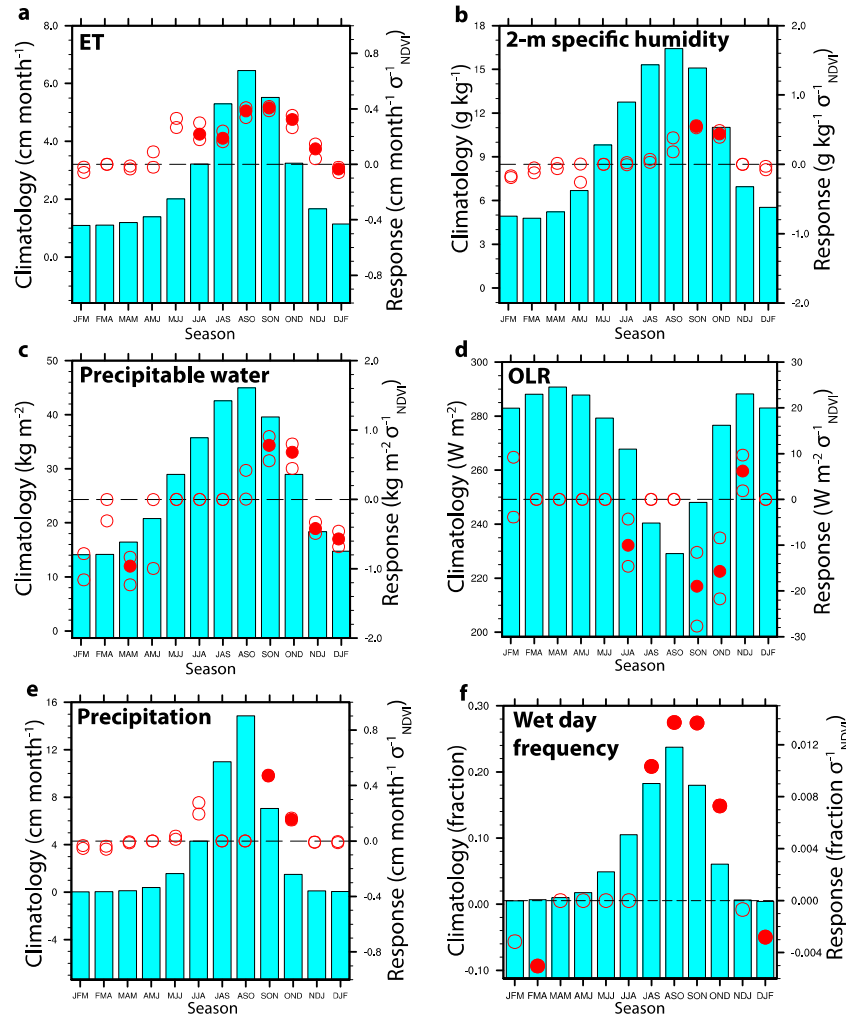 a
ET
Climatology (cm month⁻¹)
8.0
6.0
4.0
2.0
0.0
0.8
0.4
0.0
-0.4
-0.8
Response (cm month⁻¹ σ⁻¹NDVI)
JFM FMA MAM AMJ MJJ JJA JAS ASO SON OND NDJ DJF
Season
b
2-m specific humidity
Climatology (g kg⁻¹)
18
15
12
9
6
3
0
2.0
1.0
0.0
-1.0
-2.0
Response (g kg⁻¹ σ⁻¹NDVI)
JFM FMA MAM AMJ MJJ JJA JAS ASO SON OND NDJ DJF
Season
c
Precipitable water
Climatology (kg m⁻²)
50
40
30
20
10
0
2.0
1.0
0.0
-1.0
-2.0
Response (kg m⁻² σ⁻¹NDVI)
JFM FMA MAM AMJ MJJ JJA JAS ASO SON OND NDJ DJF
Season
d
OLR
Climatology (W m⁻²)
300
280
260
240
220
200
30
20
10
0
-10
-20
-30
Response (W m⁻² σ⁻¹NDVI)
JFM FMA MAM AMJ MJJ JJA JAS ASO SON OND NDJ DJF
Season
e
Precipitation
Climatology (cm month⁻¹)
16
12
8
4
0
-4
0.8
0.4
0.0
-0.4
-0.8
Response (cm month⁻¹ σ⁻¹NDVI)
JFM FMA MAM AMJ MJJ JJA JAS ASO SON OND NDJ DJF
Season
f
Wet day
frequency
Climatology (fraction)
0.30
0.20
0.10
0.00
-0.10
0.012
0.008
0.004
0.000
-0.004
Response (fraction σ⁻¹NDVI)
JFM FMA MAM AMJ MJJ JJA JAS ASO SON OND NDJ DJF
Season